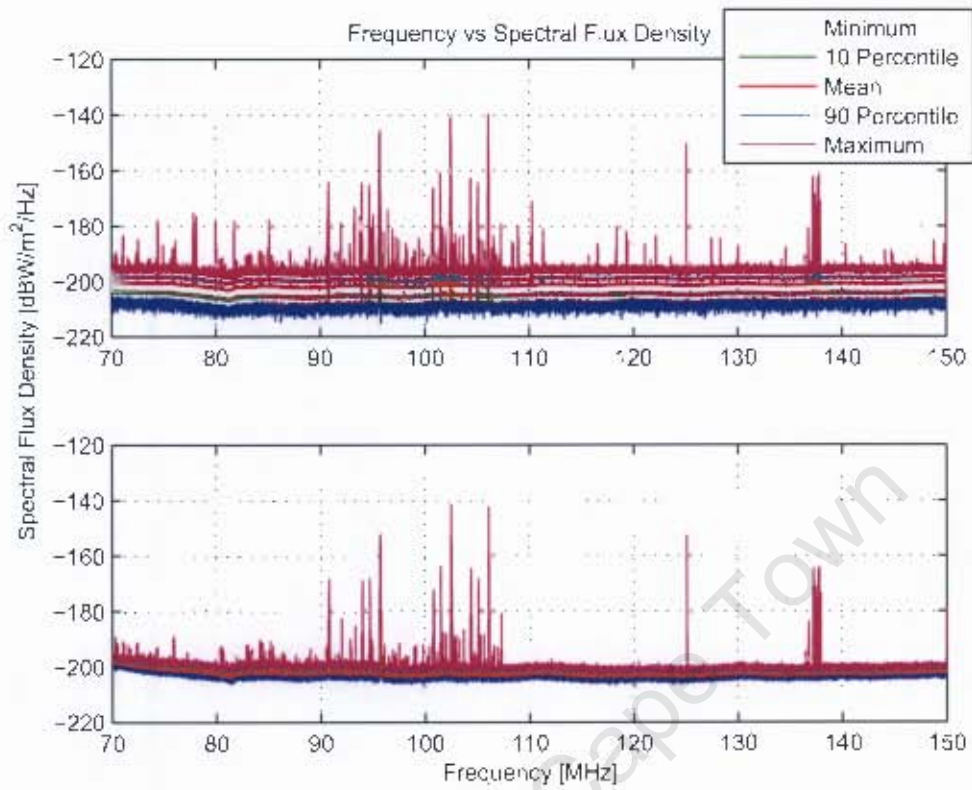 Frequency vs Spectral Flux Density
Minimum
10 Percentile
Mean
90 Percentile
Maximum
Spectral Flux Density [dBW/m²/Hz]
−120
−140
−160
−180
−200
−220
70 80 90 100 110 120 130 140 150
−120
−140
−160
−180
−200
−220
70 80 90 100 110 120 130 140 150
Frequency [MHz]
Cape Town